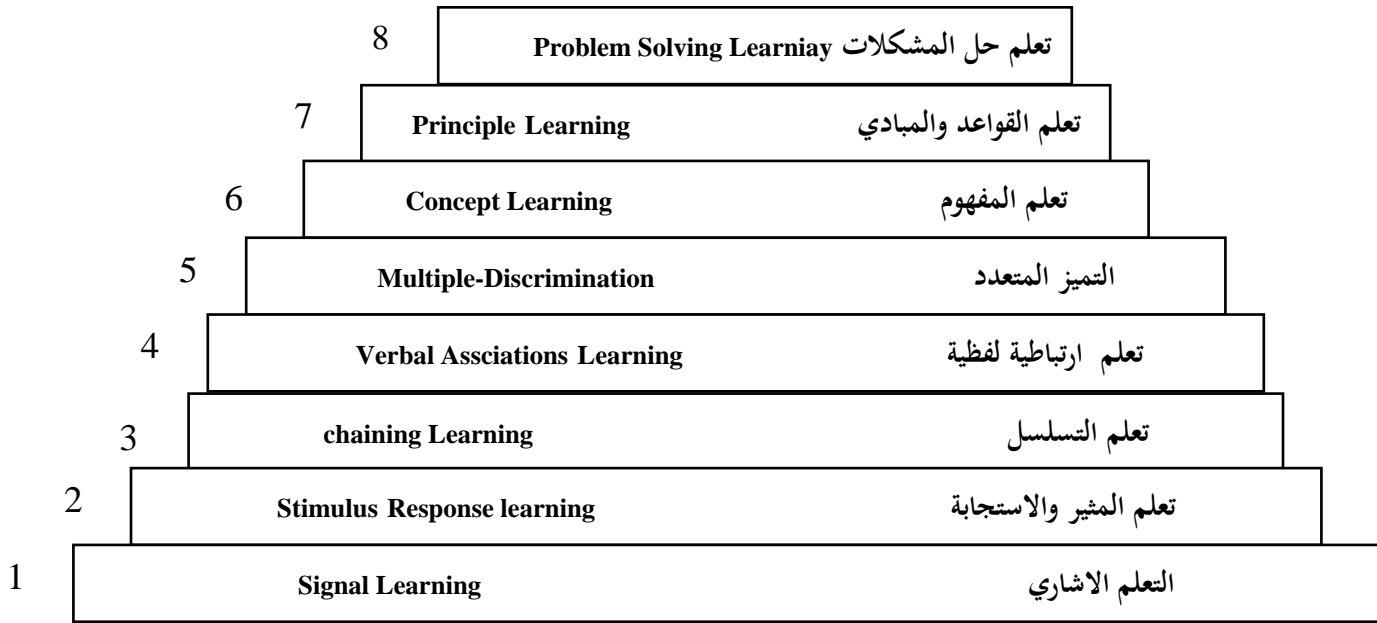 8 Problem Solving Learniay تعلم حل المشكلات
7 Principle Learning تعلم القواعد والمبادي
6 Concept Learning تعلم المفهوم
5 Multiple-Discrimination التميز المتعدد
4 Verbal Assciations Learning تعلم ارتباطية لفظية
3 chaining Learning تعلم التسلسل
2 Stimulus Response learning تعلم المثير والاستجابة
1 Signal Learning التعلم الاشاري